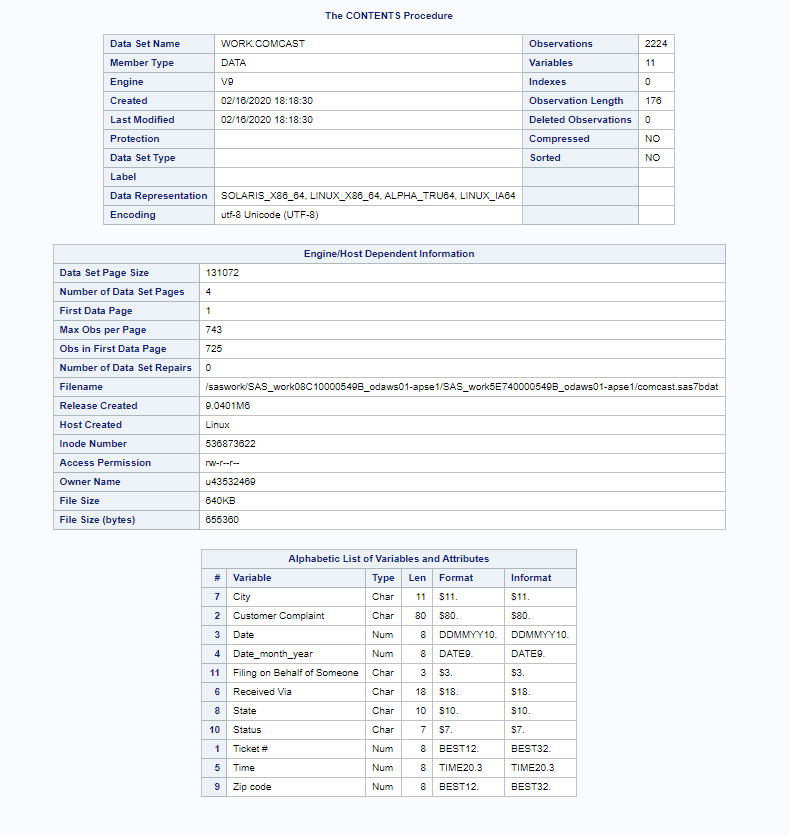 The CONTENTS Procedure
Data Set Name WORK.COMCAST Observations 2224
Member Type DATA Variables 11
Engine V9 Indexes 0
Created 02/16/2020 18:18:30 Observation Length 176
Last Modified 02/16/2020 18:18:30 Deleted Observations 0
Protection Compressed NO
Data Set Type Sorted NO
Label
Data Representation SOLARIS_X86_64, LINUX_X86_64, ALPHA_TRU64, LINUX_IA64
Encoding utf-8 Unicode (UTF-8)
Engine/Host Dependent Information
Data Set Page Size 131072
Number of Data Set Pages 4
First Data Page 1
Max Obs per Page 743
Obs in First Data Page 725
Number of Data Set Repairs 0
Filename /saswork/SAS_work08C10000549B_odaws01-apse1/SAS_work5E740000549B_odaws01-apse1/comcast.sas7bdat
Release Created 9.0401M6
Host Created Linux
Inode Number 536873622
Access Permission rw-r--r--
Owner Name u43532469
File Size 640KB
File Size (bytes) 655360
Alphabetic List of Variables and Attributes
# Variable Type Len Format Informat
7 City Char 11 $11. $11.
2 Customer Complaint Char 80 $80. $80.
3 Date Num 8 DDMMYY10. DDMMYY10.
4 Date_month_year Num 8 DATE9. DATE9.
11 Filing on Behalf of Someone Char 3 $3. $3.
6 Received Via Char 18 $18. $18.
8 State Char 10 $10. $10.
10 Status Char 7 $7. $7.
1 Ticket # Num 8 BEST12. BEST32.
5 Time Num 8 TIME20.3 TIME20.3
9 Zip code Num 8 BEST12. BEST32.